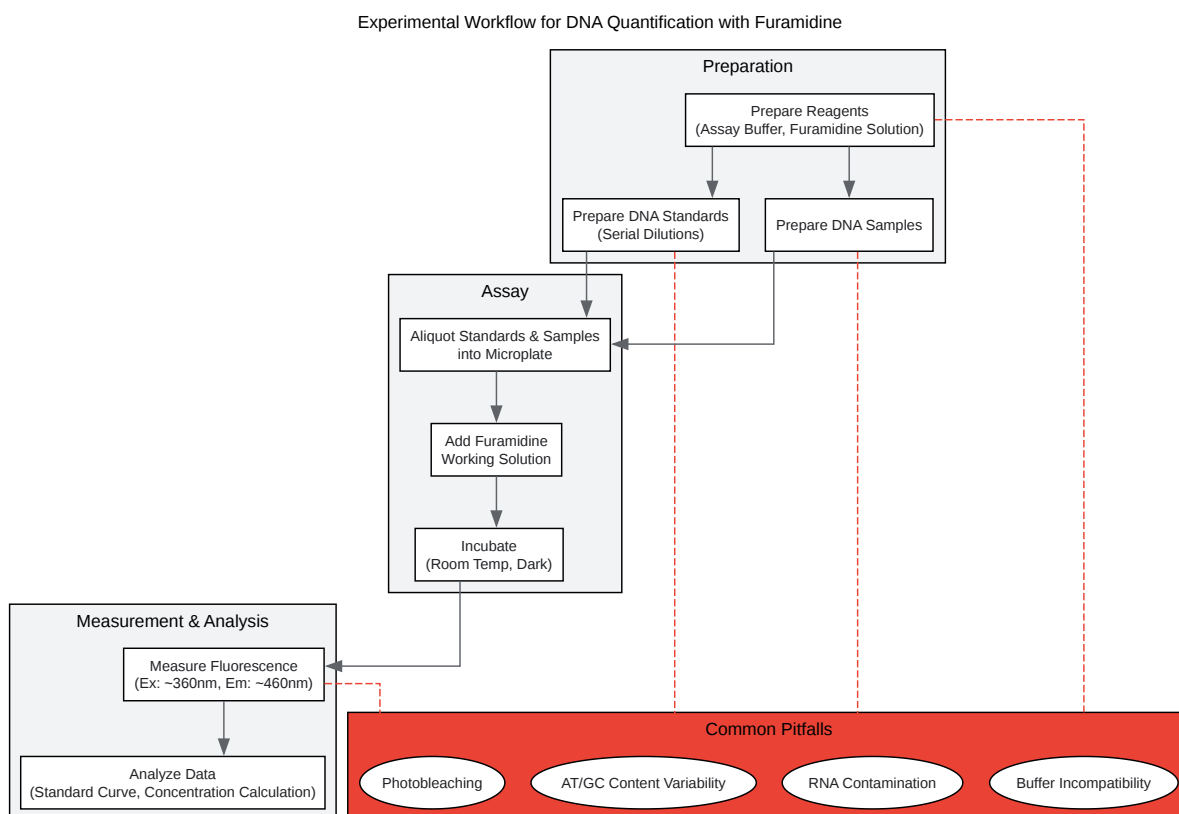 Experimental Workflow for DNA Quantification with Furamidine
Preparation
Prepare Reagents
(Assay Buffer, Furamidine Solution)
Prepare DNA Standards
(Serial Dilutions)
Prepare DNA Samples
Assay
Aliquot Standards & Samples
into Microplate
Add Furamidine
Working Solution
Incubate
(Room Temp, Dark)
Measurement & Analysis
Measure Fluorescence
(Ex: ~360nm, Em: ~460nm)
Analyze Data
(Standard Curve, Concentration Calculation)
Common Pitfalls
Photobleaching
AT/GC Content Variability
RNA Contamination
Buffer Incompatibility